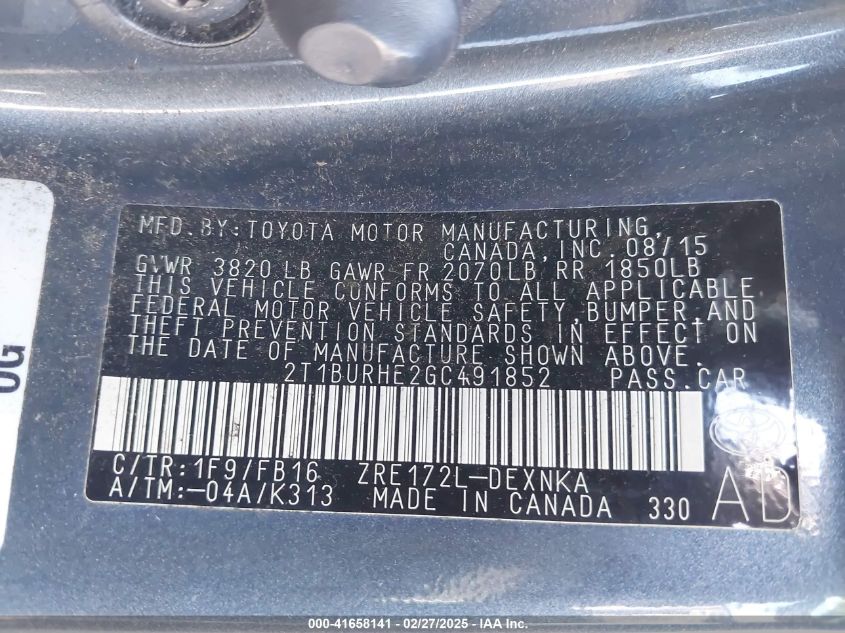 MFD. BY: TOYOTA MOTOR MANUFACTURING,
CANADA, INC. 08/15
GVWR 3820 LB GAWR FR 2070LB RR 1850LB
THIS VEHICLE CONFORMS TO ALL APPLICABLE
FEDERAL MOTOR VEHICLE SAFETY, BUMPER, AND
THEFT PREVENTION STANDARDS IN EFFECT ON
THE DATE OF MANUFACTURE SHOWN ABOVE.
2T1BURHE2GC491852 PASS. CAR
C/TR: 1F9/FB16 ZRE172L-DEXNKA
A/TM: -04A/K313 MADE IN CANADA 330 AD
000-41658141 - 02/27/2025 - IAA Inc.